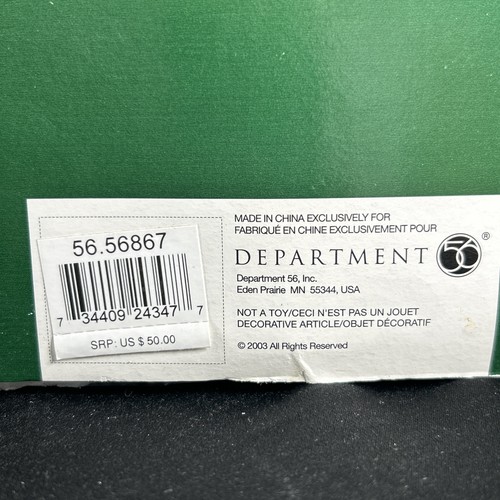 56.56867
7 34409 24347 7
SRP: US $ 50.00
MADE IN CHINA EXCLUSIVELY FOR
FABRIQUÉ EN CHINE EXCLUSIVEMENT POUR
DEPARTMENT 56®
Department 56, Inc.
Eden Prairie MN 55344, USA
NOT A TOY/CECI N'EST PAS UN JOUET
DECORATIVE ARTICLE/OBJET DÉCORATIF
© 2003 All Rights Reserved